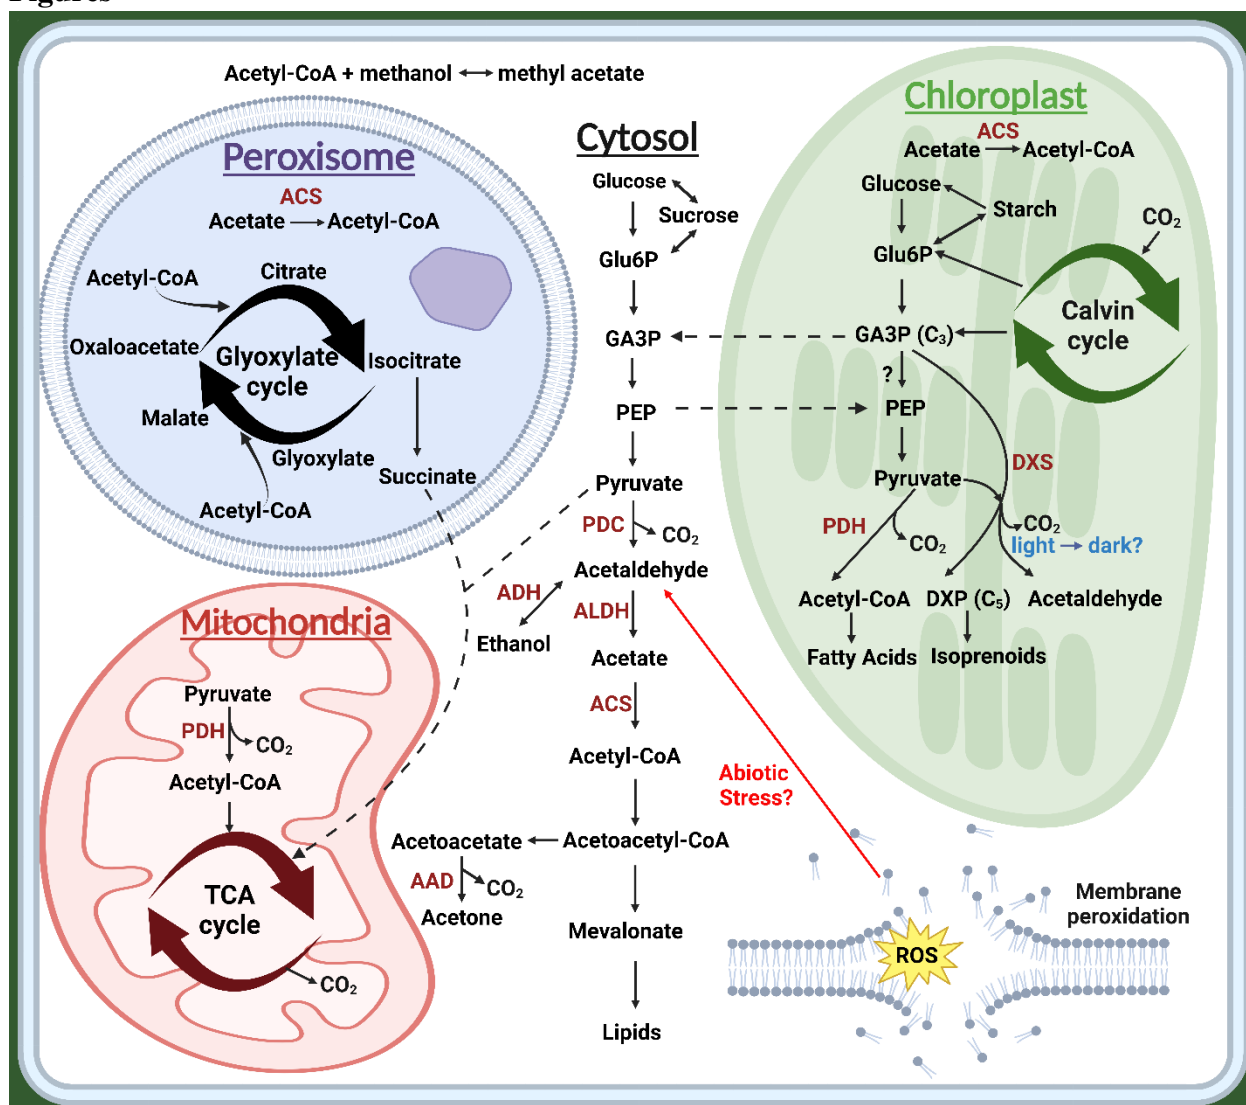 Figures
Acetyl-CoA + methanol ↔ methyl acetate
Peroxisome
ACS
Acetate → Acetyl-CoA
Acetyl-CoA
Citrate
Oxaloacetate
Glyoxylate
cycle
Isocitrate
Malate
Glyoxylate
Succinate
Acetyl-CoA
Mitochondria
Pyruvate
PDH
CO₂
Acetyl-CoA
TCA
cycle
CO₂
Cytosol
Glucose
Sucrose
Glu6P
GA3P
PEP
Pyruvate
PDC
CO₂
Acetaldehyde
ADH
ALDH
Ethanol
Acetate
ACS
Acetyl-CoA
Acetoacetate
Acetoacetyl-CoA
AAD
CO₂
Acetone
Mevalonate
Lipids
Chloroplast
ACS
Acetate → Acetyl-CoA
Glucose
Starch
CO₂
Glu6P
Calvin
cycle
GA3P (C₃)
?
PEP
Pyruvate
DXS
PDH
CO₂
CO₂
light → dark?
Acetyl-CoA
DXP (C₅)
Acetaldehyde
Fatty Acids
Isoprenoids
Abiotic
Stress?
Membrane
peroxidation
ROS